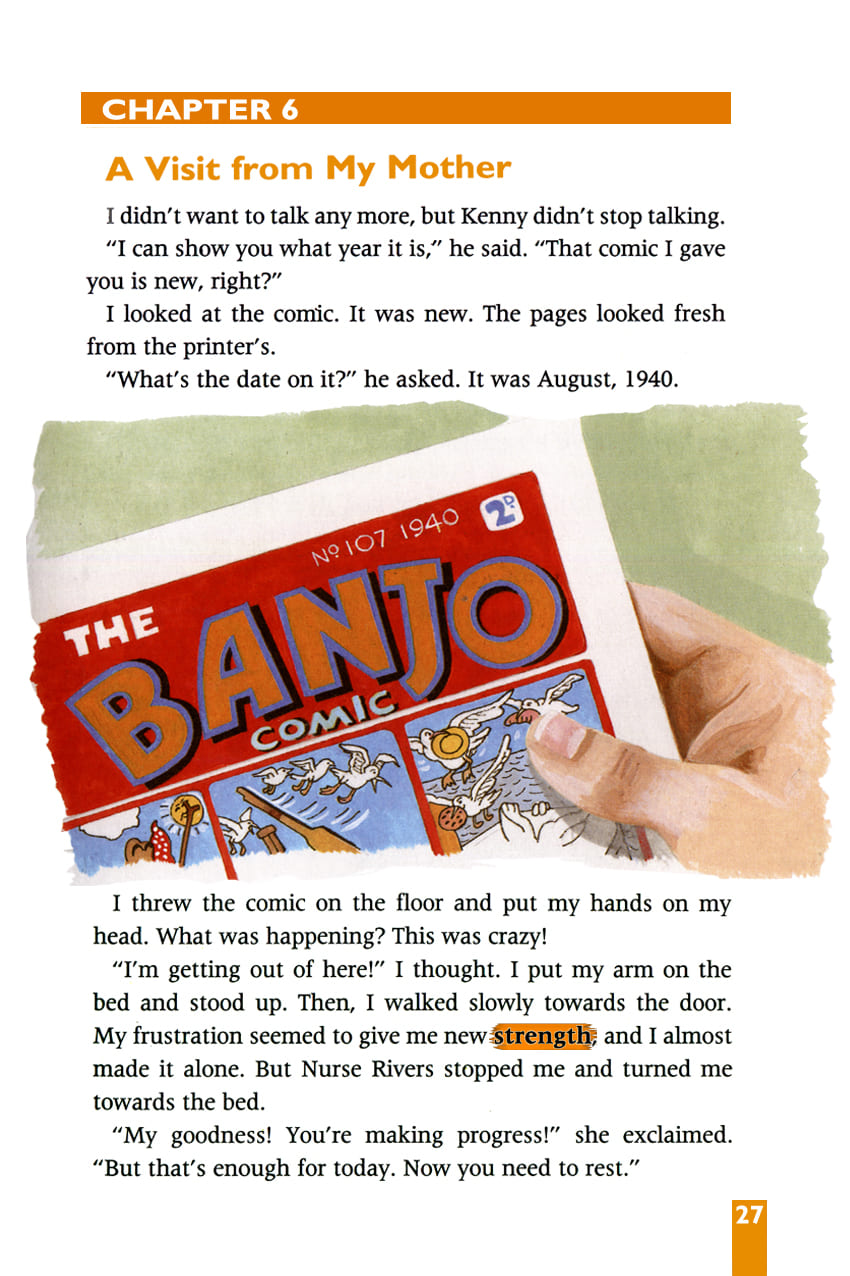 CHAPTER 6
A Visit from My Mother
I didn't want to talk any more, but Kenny didn't stop talking.
"I can show you what year it is," he said. "That comic I gave
you is new, right?"
I looked at the comic. It was new. The pages looked fresh
from the printer's.
"What's the date on it?" he asked. It was August, 1940.
Nº 107 1940 2D
THE
BANJO
COMIC
I threw the comic on the floor and put my hands on my
head. What was happening? This was crazy!
"I'm getting out of here!" I thought. I put my arm on the
bed and stood up. Then, I walked slowly towards the door.
My frustration seemed to give me new strength, and I almost
made it alone. But Nurse Rivers stopped me and turned me
towards the bed.
"My goodness! You're making progress!" she exclaimed.
"But that's enough for today. Now you need to rest."
27